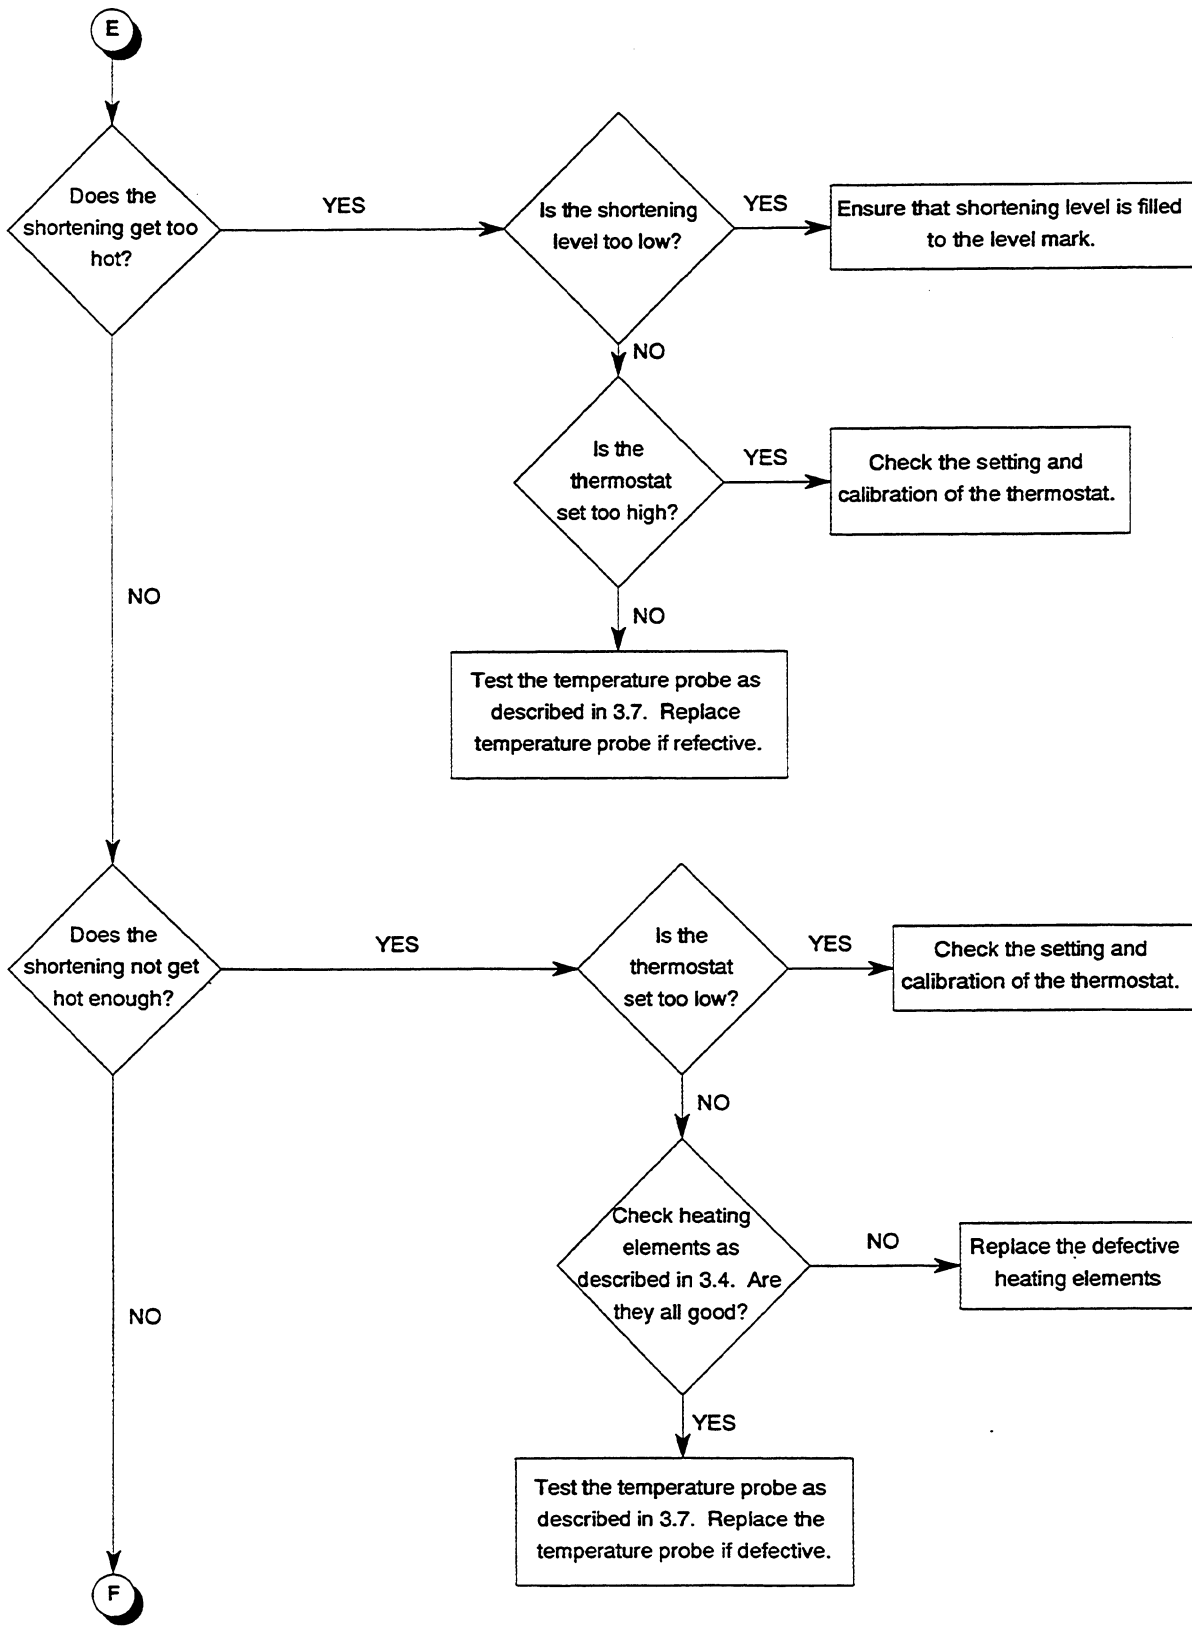 E
Does the
shortening get too
hot?
YES
Is the shortening
level too low?
YES
Ensure that shortening level is filled
to the level mark.
NO
Is the
thermostat
set too high?
YES
Check the setting and
calibration of the thermostat.
NO
Test the temperature probe as
described in 3.7. Replace
temperature probe if refective.
NO
Does the
shortening not get
hot enough?
YES
Is the
thermostat
set too low?
YES
Check the setting and
calibration of the thermostat.
NO
Check heating
elements as
described in 3.4. Are
they all good?
NO
Replace the defective
heating elements
YES
Test the temperature probe as
described in 3.7. Replace the
temperature probe if defective.
NO
F